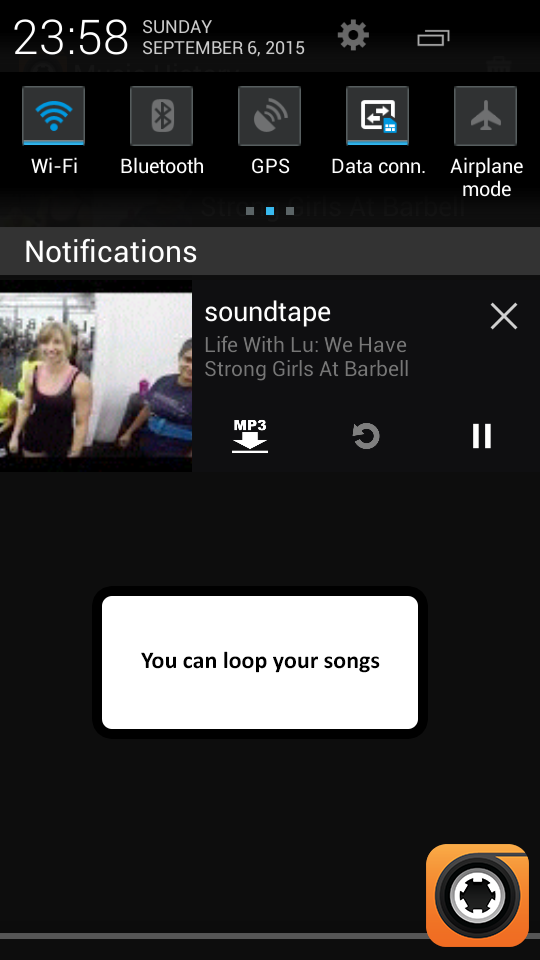 23:58
SUNDAY
SEPTEMBER 6, 2015
Wi-Fi
Bluetooth
GPS
Data conn.
Airplane
mode
Notifications
soundtape
Life With Lu: We Have
Strong Girls At Barbell
MP3
You can loop your songs